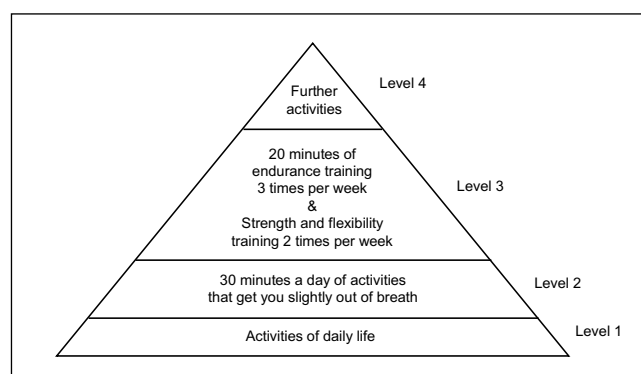 Further
activities
Level 4
20 minutes of
endurance training
3 times per week
&
Strength and flexibility
training 2 times per week
Level 3
30 minutes a day of activities
that get you slightly out of breath
Level 2
Activities of daily life
Level 1